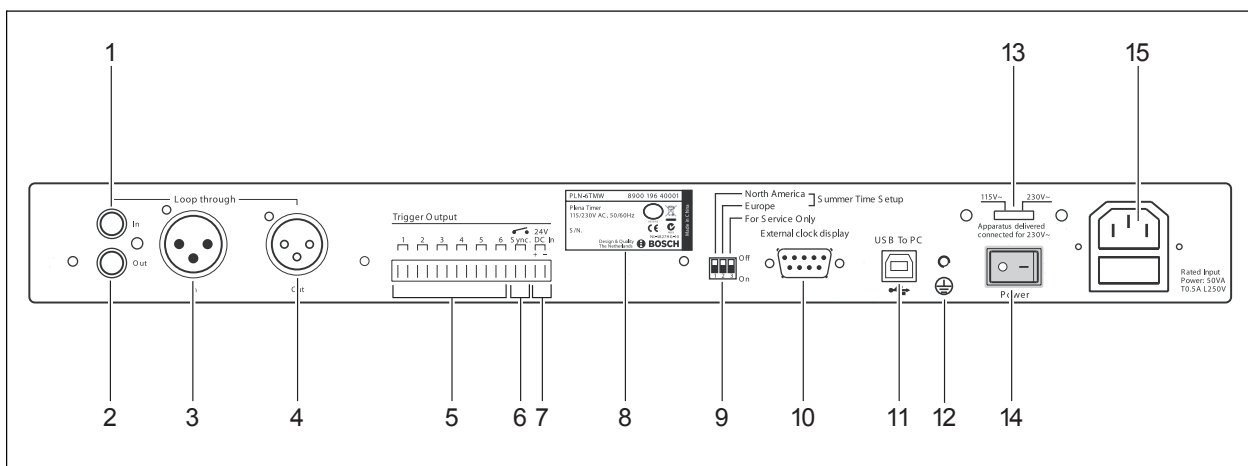 1
13
15
Loop through
In
Out
In
Out
Trigger Output
1 2 3 4 5 6 Sync. 24V DC In
+ −
PLN-6TMW 8900 196 40001
Plena Timer
115/230V AC, 50/60Hz
S/N.
CE
Design & Quality
The Netherlands
BOSCH
Made in China
North America
Europe
Summer Time Setup
For Service Only
External clock display
Off
1 2 3
On
USB To PC
115V~ 230V~
Apparatus delivered
connected for 230V~
Power
Rated Input
Power: 50VA
T0.5A L250V
2
3
4
5
6
7
8
9
10
11
12
14